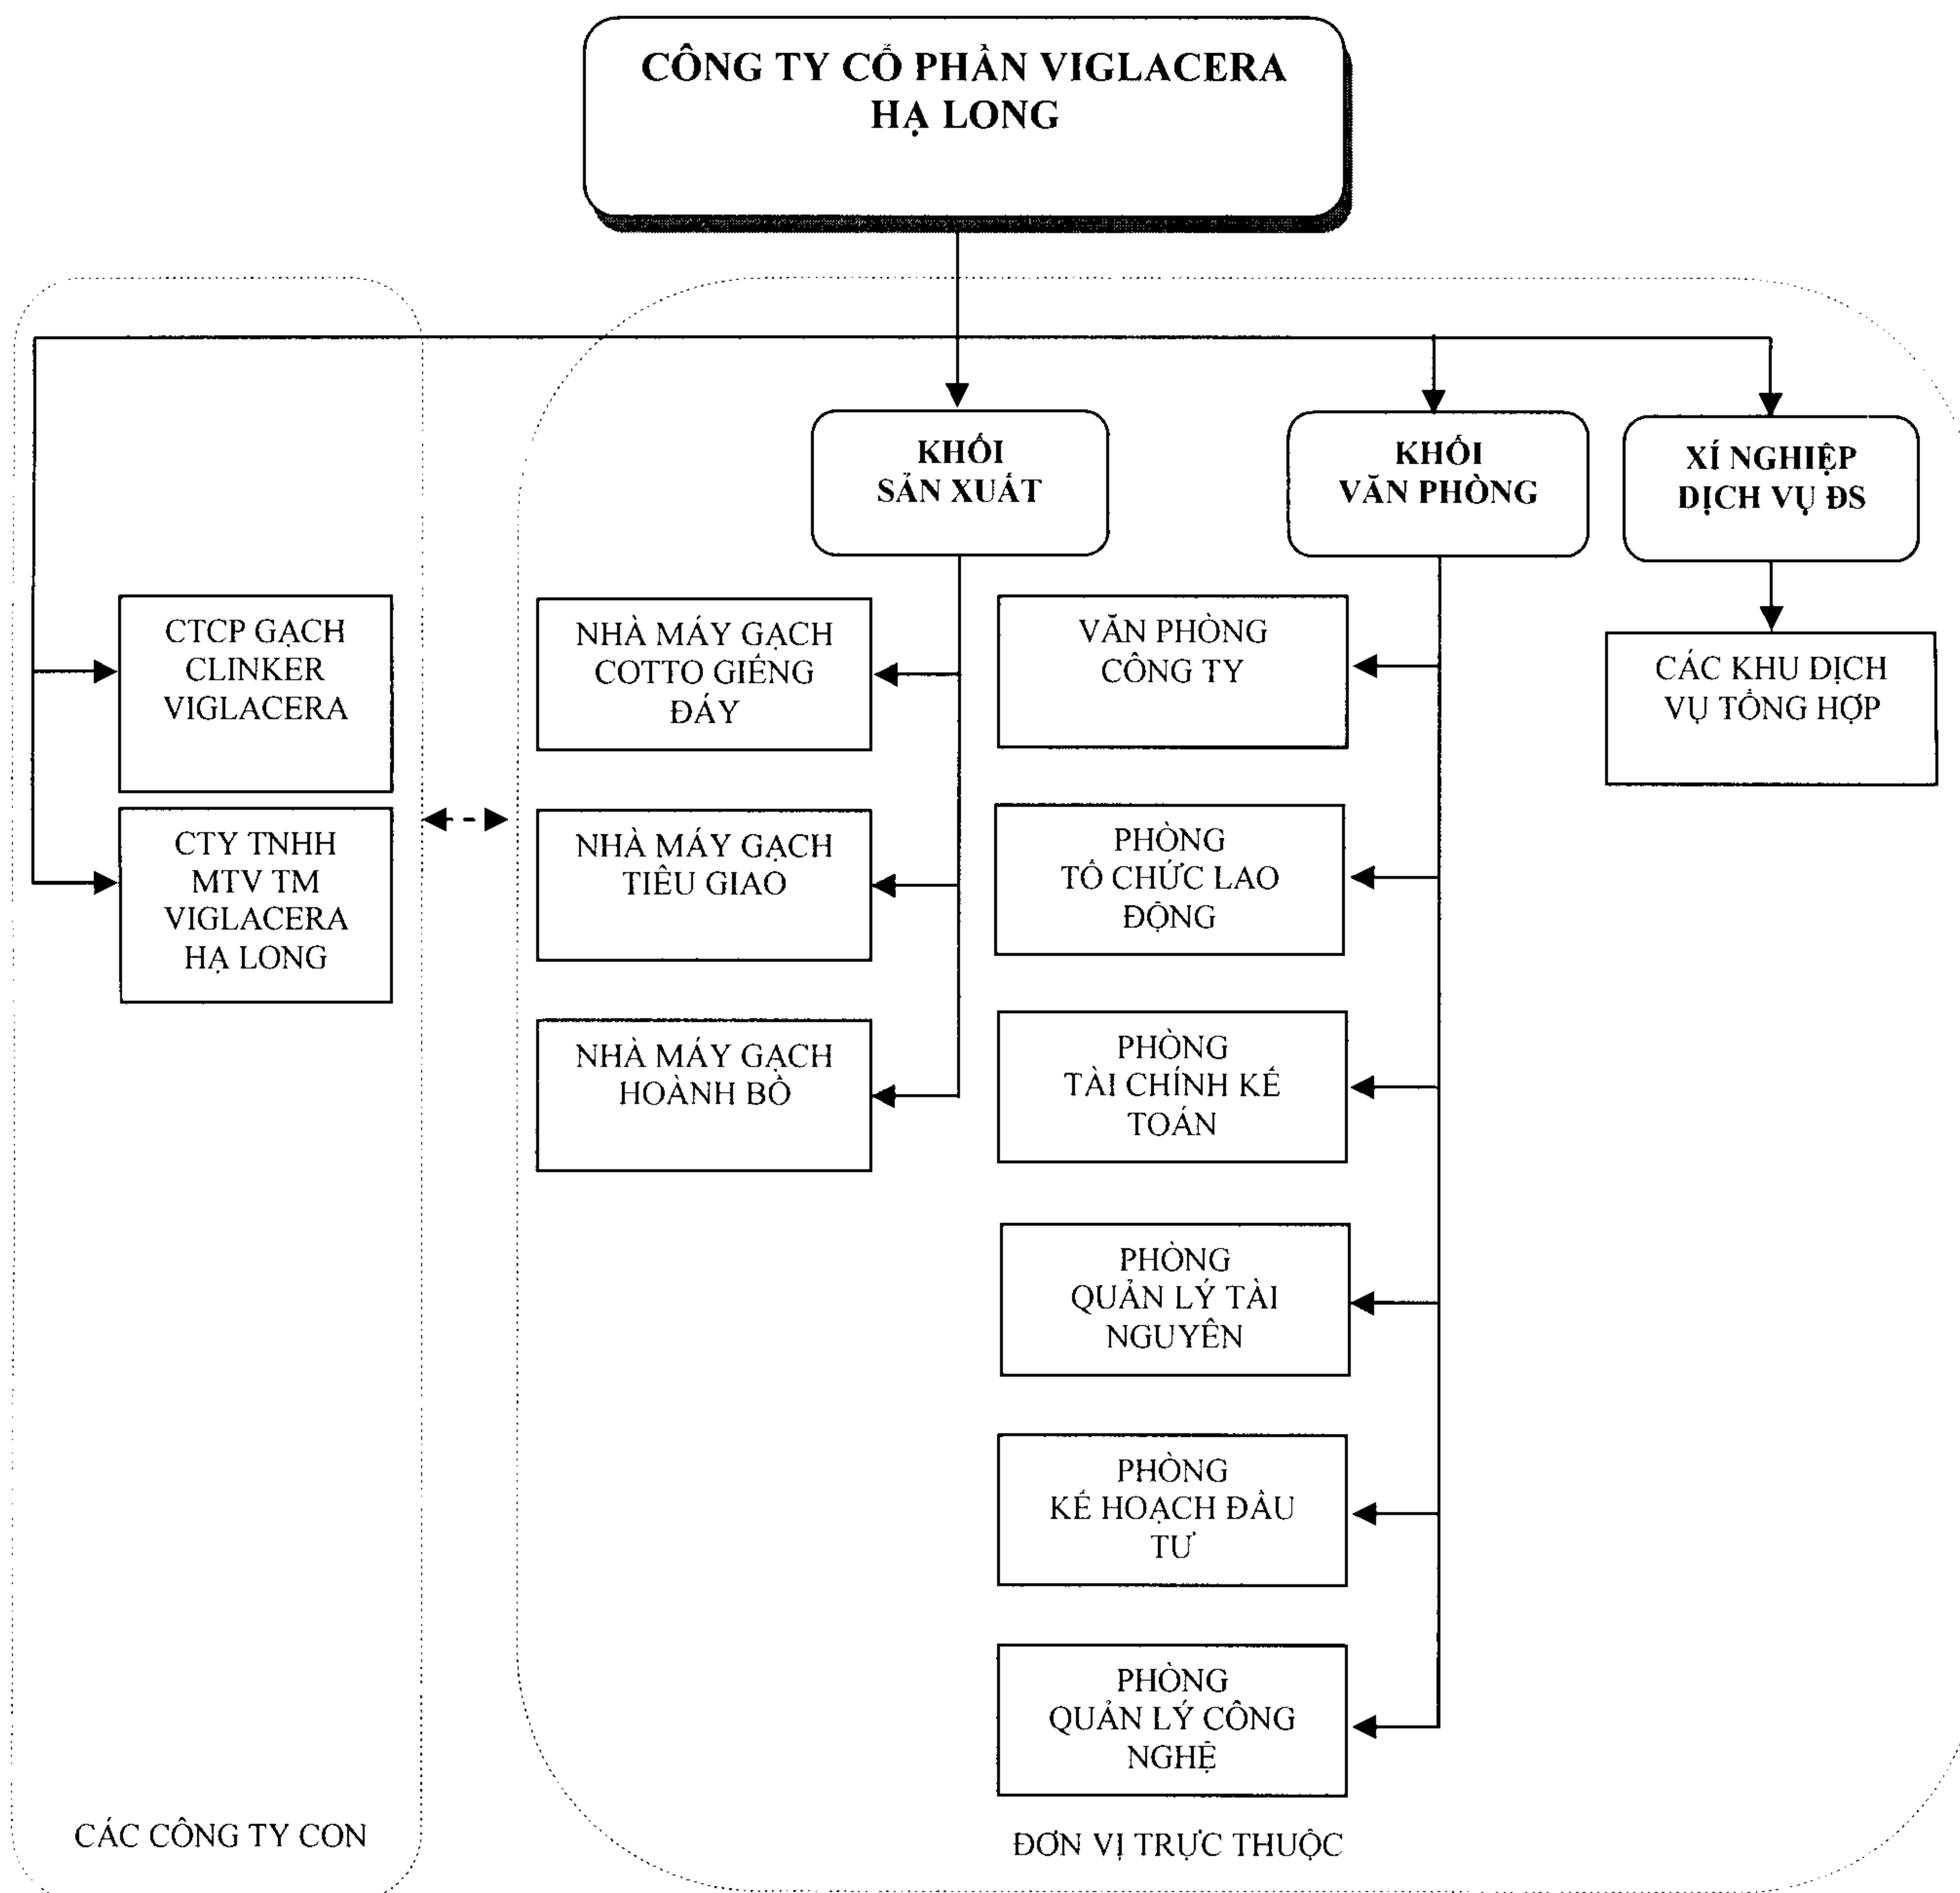 CÔNG TY CỔ PHẦN VIGLACERA
HẠ LONG
KHỐI
SẢN XUẤT
KHỐI
VĂN PHÒNG
XÍ NGHIỆP
DỊCH VỤ ĐS
CTCP GẠCH
CLINKER
VIGLACERA
CTY TNHH
MTV TM
VIGLACERA
HẠ LONG
NHÀ MÁY GẠCH
COTTO GIẾNG
ĐÁY
NHÀ MÁY GẠCH
TIÊU GIAO
NHÀ MÁY GẠCH
HOÀNH BỒ
VĂN PHÒNG
CÔNG TY
PHÒNG
TỔ CHỨC LAO
ĐỘNG
PHÒNG
TÀI CHÍNH KẾ
TOÁN
PHÒNG
QUẢN LÝ TÀI
NGUYÊN
PHÒNG
KẾ HOẠCH ĐẦU
TƯ
PHÒNG
QUẢN LÝ CÔNG
NGHỆ
CÁC KHU DỊCH
VỤ TỔNG HỢP
CÁC CÔNG TY CON
ĐƠN VỊ TRỰC THUỘC